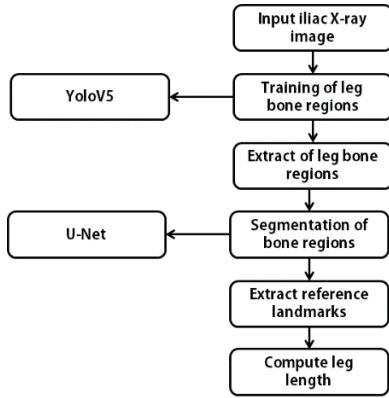 Input iliac X-ray
image
YoloV5
Training of leg
bone regions
Extract of leg bone
regions
U-Net
Segmentation of
bone regions
Extract reference
landmarks
Compute leg
length